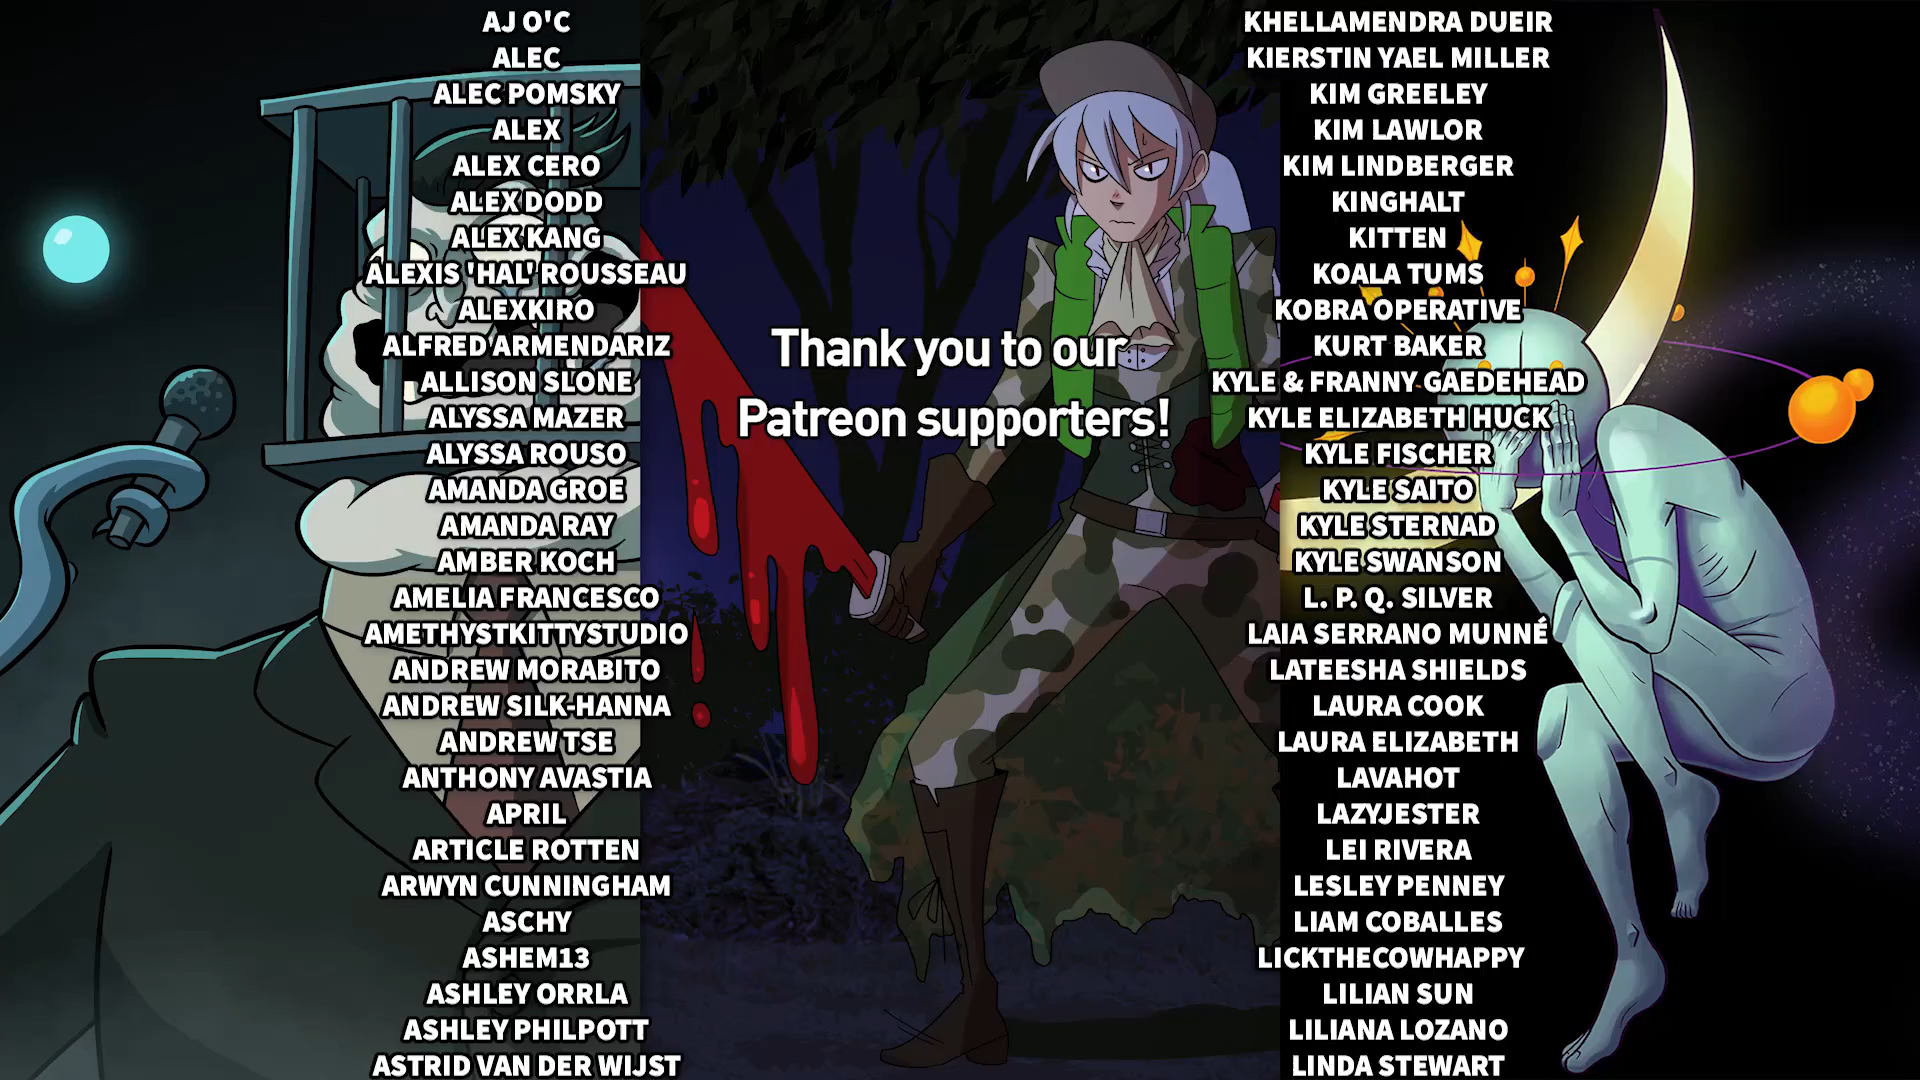 AJ O'C
ALEC
ALEC POMSKY
ALEX
ALEX CERO
ALEX DODD
ALEX KANG
ALEXIS 'HAL' ROUSSEAU
ALEXKIRO
ALFRED ARMENDARIZ
ALLISON SLONE
ALYSSA MAZER
ALYSSA ROUSO
AMANDA GROE
AMANDA RAY
AMBER KOCH
AMELIA FRANCESCO
AMETHYSTKITTYSTUDIO
ANDREW MORABITO
ANDREW SILK-HANNA
ANDREW TSE
ANTHONY AVASTIA
APRIL
ARTICLE ROTTEN
ARWYN CUNNINGHAM
ASCHY
ASHEM13
ASHLEY ORRLA
ASHLEY PHILPOTT
ASTRID VAN DER WIJST
Thank you to our
Patreon supporters!
KHELLAMENDRA DUEIR
KIERSTIN YAEL MILLER
KIM GREELEY
KIM LAWLOR
KIM LINDBERGER
KINGHALT
KITTEN
KOALA TUMS
KOBRA OPERATIVE
KURT BAKER
KYLE & FRANNY GAEDEHEAD
KYLE ELIZABETH HUCK
KYLE FISCHER
KYLE SAITO
KYLE STERNAD
KYLE SWANSON
L. P. Q. SILVER
LAIA SERRANO MUNNÉ
LATEESHA SHIELDS
LAURA COOK
LAURA ELIZABETH
LAVAHOT
LAZYJESTER
LEI RIVERA
LESLEY PENNEY
LIAM COBALLES
LICKTHECOWHAPPY
LILIAN SUN
LILIANA LOZANO
LINDA STEWART